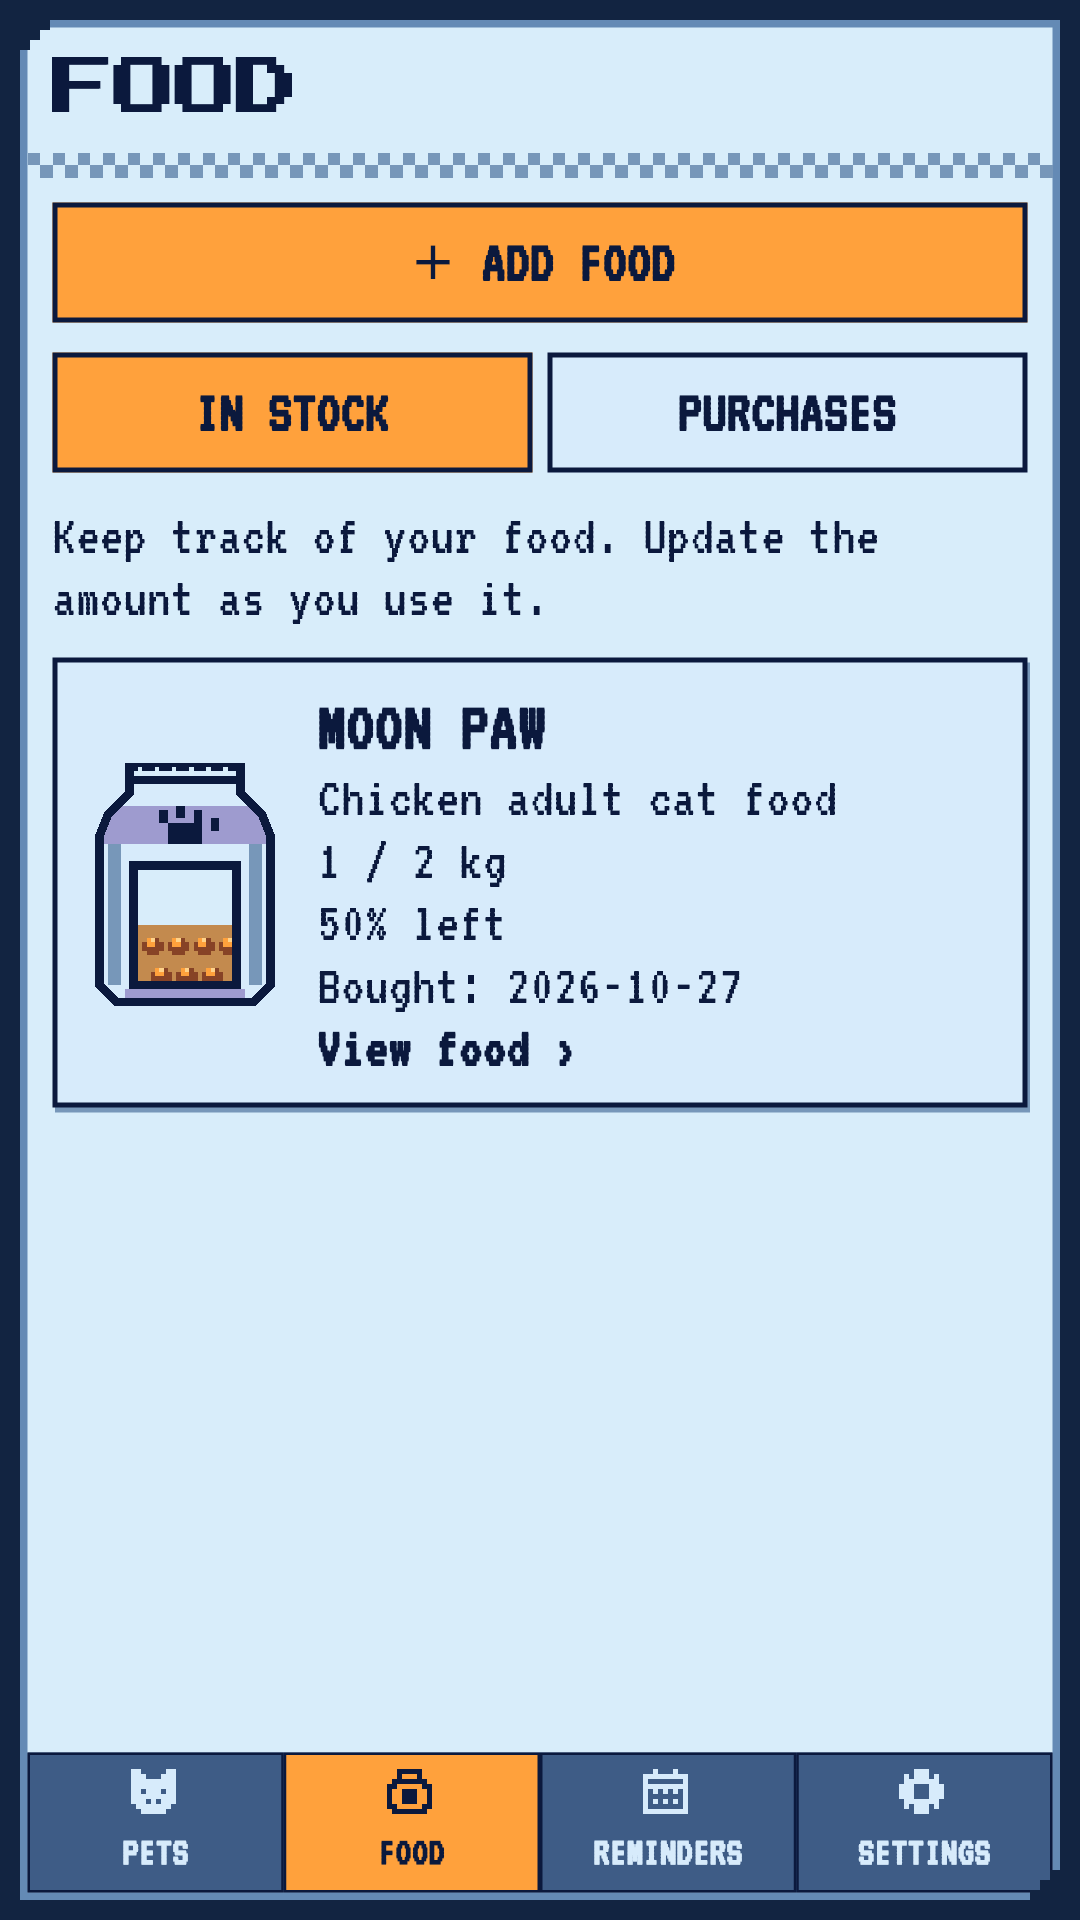 FOOD
+ ADD FOOD
IN STOCK
PURCHASES
Keep track of your food. Update the
amount as you use it.
MOON PAW
Chicken adult cat food
1 / 2 kg
50% left
Bought: 2026-10-27
View food ›
PETS
FOOD
REMINDERS
SETTINGS